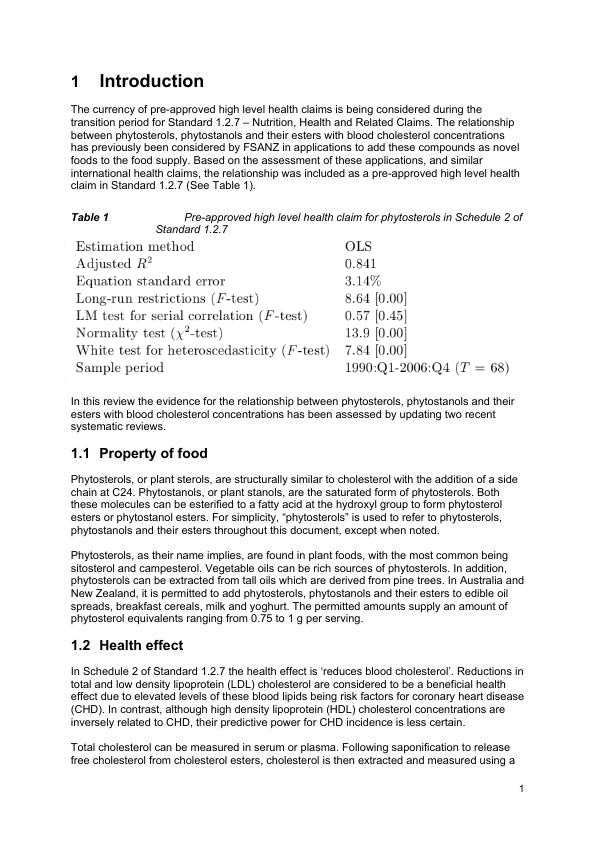 1 Introduction
The currency of pre-approved high level health claims is being considered during the
transition period for Standard 1.2.7 – Nutrition, Health and Related Claims. The relationship
between phytosterols, phytostanols and their esters with blood cholesterol concentrations
has previously been considered by FSANZ in applications to add these compounds as novel
foods to the food supply. Based on the assessment of these applications, and similar
international health claims, the relationship was included as a pre-approved high level health
claim in Standard 1.2.7 (See Table 1).
Table 1 Pre-approved high level health claim for phytosterols in Schedule 2 of
Standard 1.2.7
Estimation method OLS
Adjusted R² 0.841
Equation standard error 3.14%
Long-run restrictions (F-test) 8.64 [0.00]
LM test for serial correlation (F-test) 0.57 [0.45]
Normality test (χ²-test) 13.9 [0.00]
White test for heteroscedasticity (F-test) 7.84 [0.00]
Sample period 1990:Q1-2006:Q4 (T = 68)
In this review the evidence for the relationship between phytosterols, phytostanols and their
esters with blood cholesterol concentrations has been assessed by updating two recent
systematic reviews.
1.1 Property of food
Phytosterols, or plant sterols, are structurally similar to cholesterol with the addition of a side
chain at C24. Phytostanols, or plant stanols, are the saturated form of phytosterols. Both
these molecules can be esterified to a fatty acid at the hydroxyl group to form phytosterol
esters or phytostanol esters. For simplicity, “phytosterols” is used to refer to phytosterols,
phytostanols and their esters throughout this document, except when noted.
Phytosterols, as their name implies, are found in plant foods, with the most common being
sitosterol and campesterol. Vegetable oils can be rich sources of phytosterols. In addition,
phytosterols can be extracted from tall oils which are derived from pine trees. In Australia and
New Zealand, it is permitted to add phytosterols, phytostanols and their esters to edible oil
spreads, breakfast cereals, milk and yoghurt. The permitted amounts supply an amount of
phytosterol equivalents ranging from 0.75 to 1 g per serving.
1.2 Health effect
In Schedule 2 of Standard 1.2.7 the health effect is ‘reduces blood cholesterol’. Reductions in
total and low density lipoprotein (LDL) cholesterol are considered to be a beneficial health
effect due to elevated levels of these blood lipids being risk factors for coronary heart disease
(CHD). In contrast, although high density lipoprotein (HDL) cholesterol concentrations are
inversely related to CHD, their predictive power for CHD incidence is less certain.
Total cholesterol can be measured in serum or plasma. Following saponification to release
free cholesterol from cholesterol esters, cholesterol is then extracted and measured using a
1